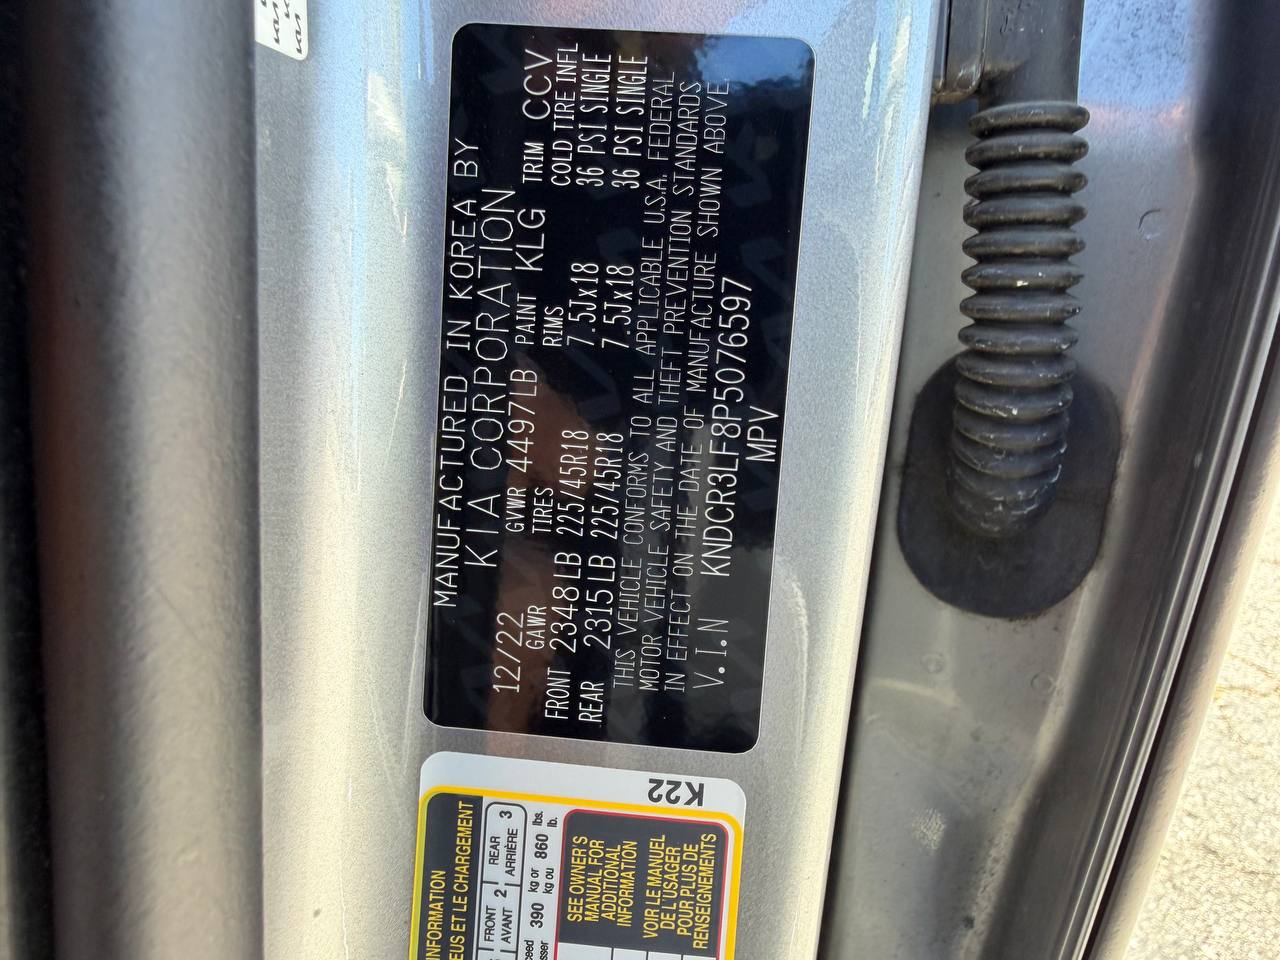 MANUFACTURED IN KOREA BY
KIA CORPORATION
12/22 GVWR 4497LB PAINT KLG TRIM CCV
GAWR TIRES RIMS COLD TIRE INFL
FRONT 2348LB 225/45R18 7.5Jx18 36 PSI SINGLE
REAR 2315LB 225/45R18 7.5Jx18 36 PSI SINGLE
THIS VEHICLE CONFORMS TO ALL APPLICABLE U.S.A. FEDERAL
MOTOR VEHICLE SAFETY AND THEFT PREVENTION STANDARDS
IN EFFECT ON THE DATE OF MANUFACTURE SHOWN ABOVE.
V.I.N KNDCR3LF8P5076597
MPV
K22
INFORMATION
EUS ET LE CHARGEMENT
FRONT 2 REAR 3
AVANT ARRIÈRE
390 kg or 860 lbs.
kg ou lb.
SEE OWNER'S
MANUAL FOR
ADDITIONAL
INFORMATION
VOIR LE MANUEL
DE L'USAGER
POUR PLUS DE
RENSEIGNEMENTS
KIA
KIA